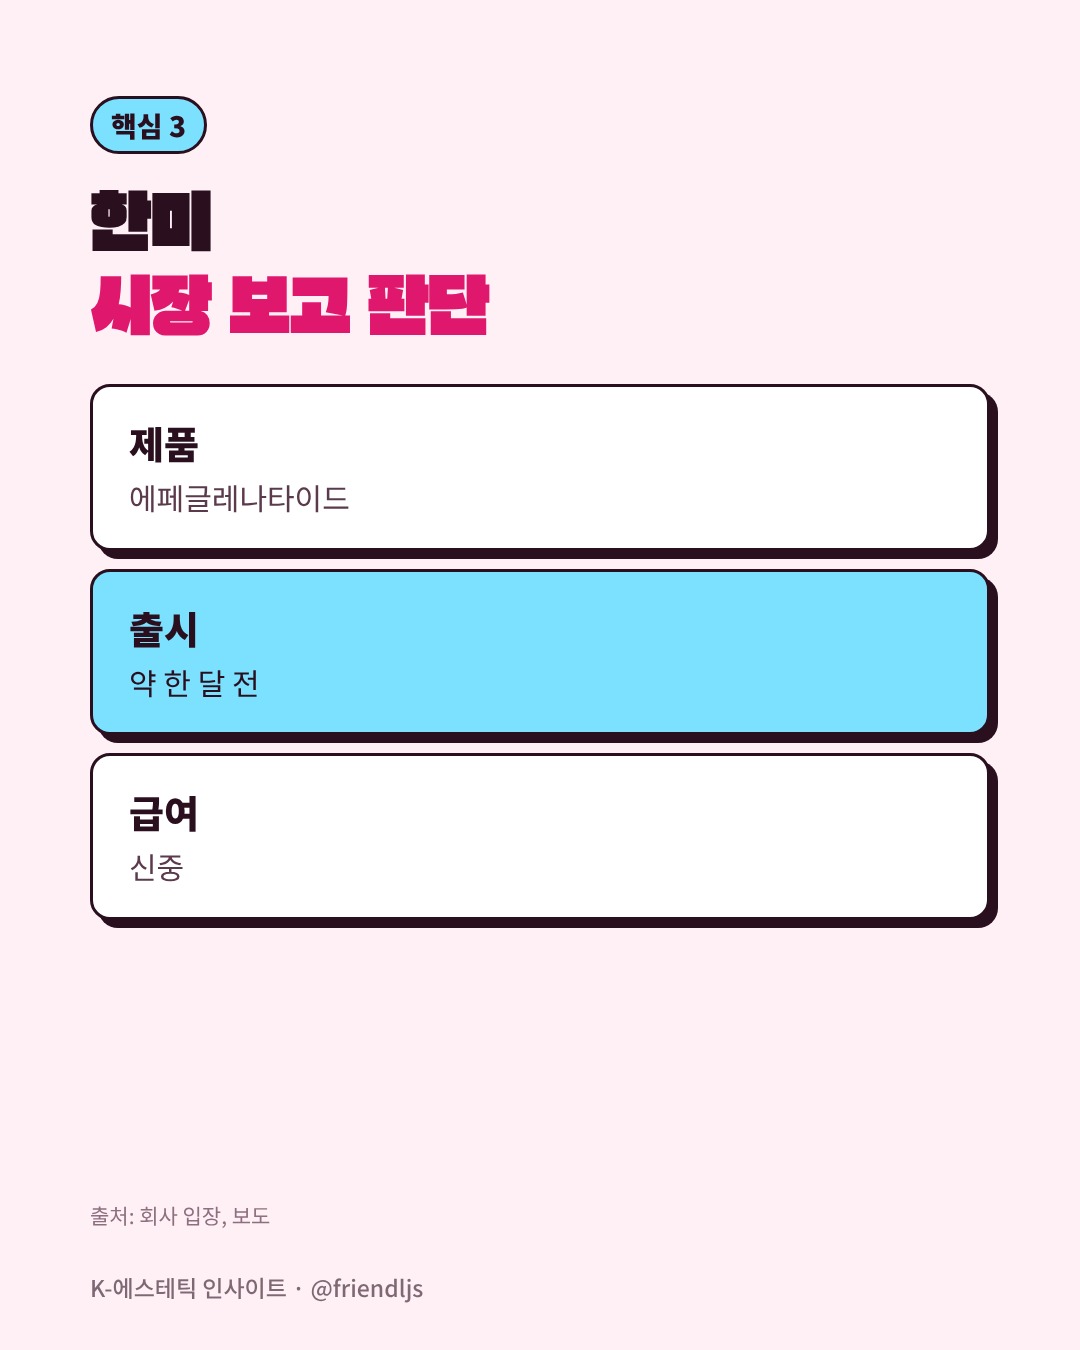 핵심 3
한미
시장 보고 판단
제품
에페글레나타이드
출시
약 한 달 전
급여
신중
출처: 회사 입장, 보도
K-에스테틱 인사이트 · @friendljs